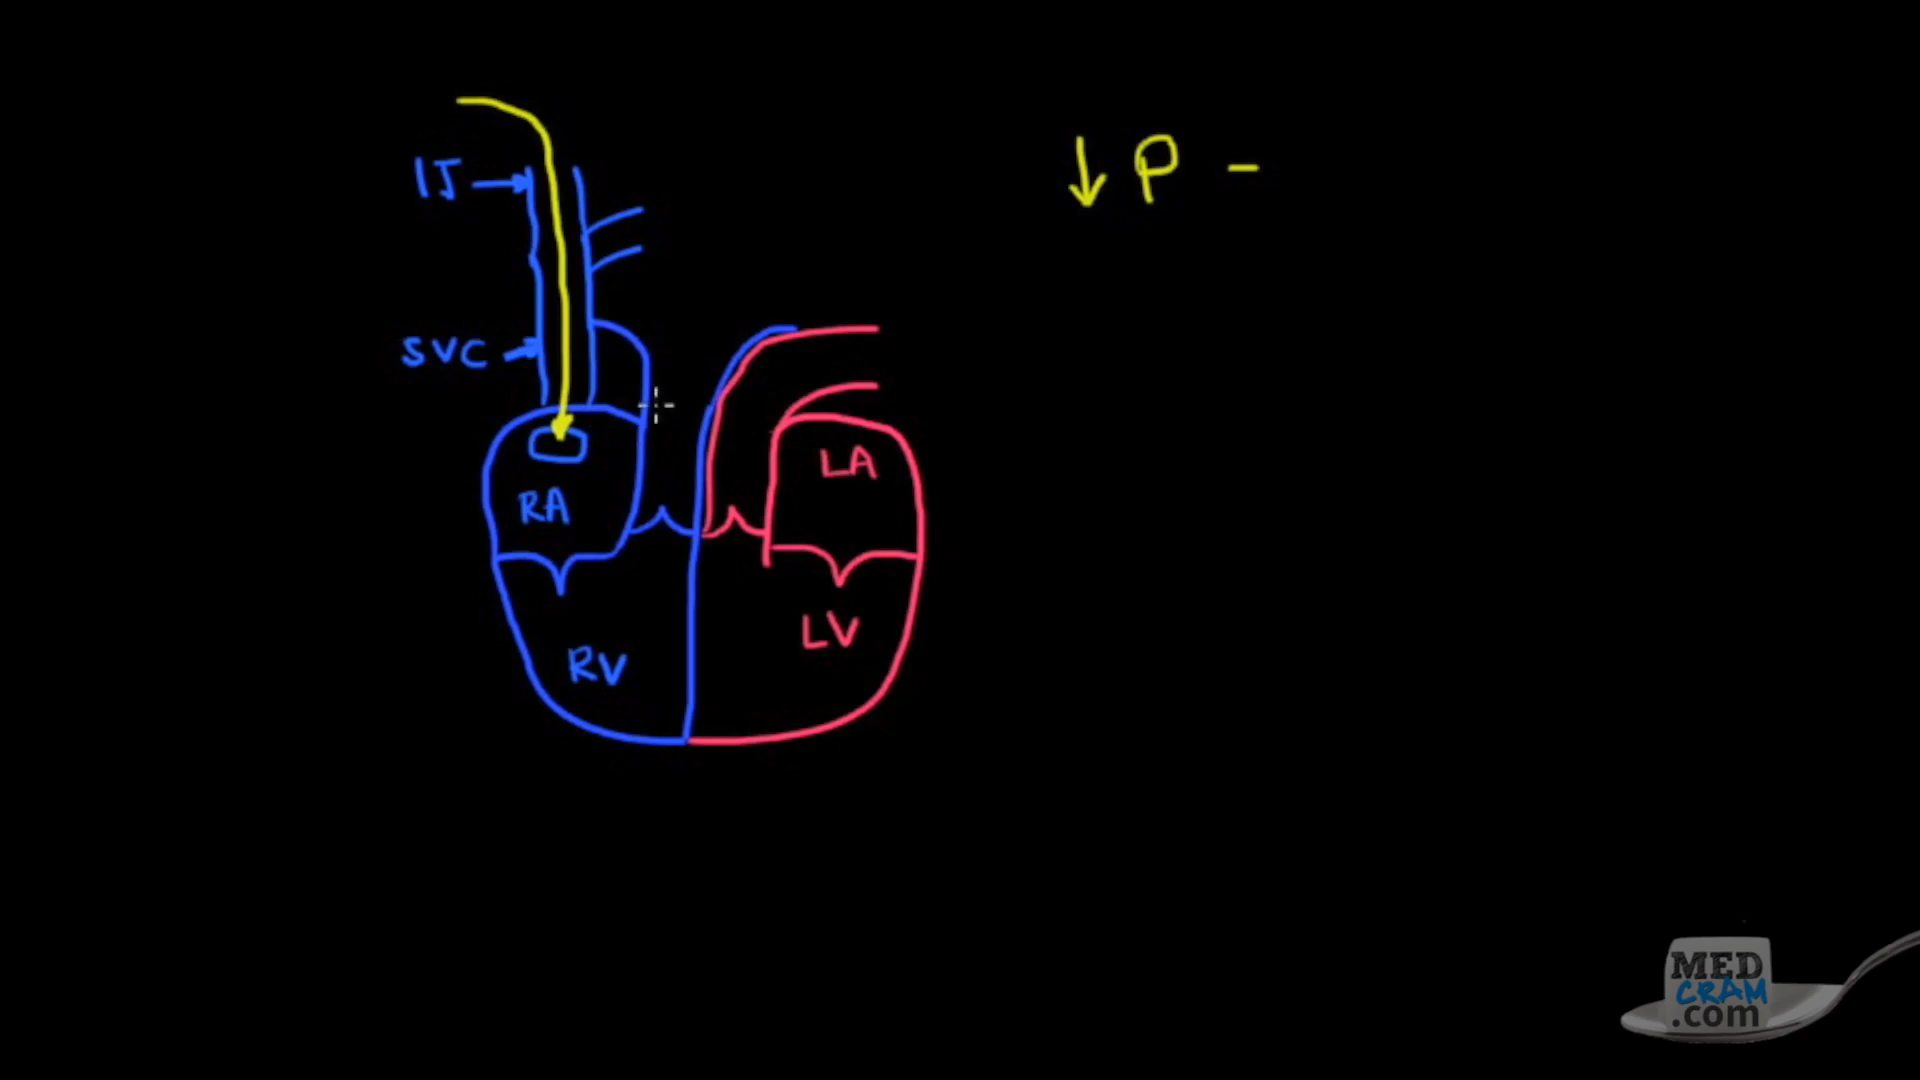 IJ
↓ P -
SVC
LA
RA
LV
RV
MED
CRAM
.com